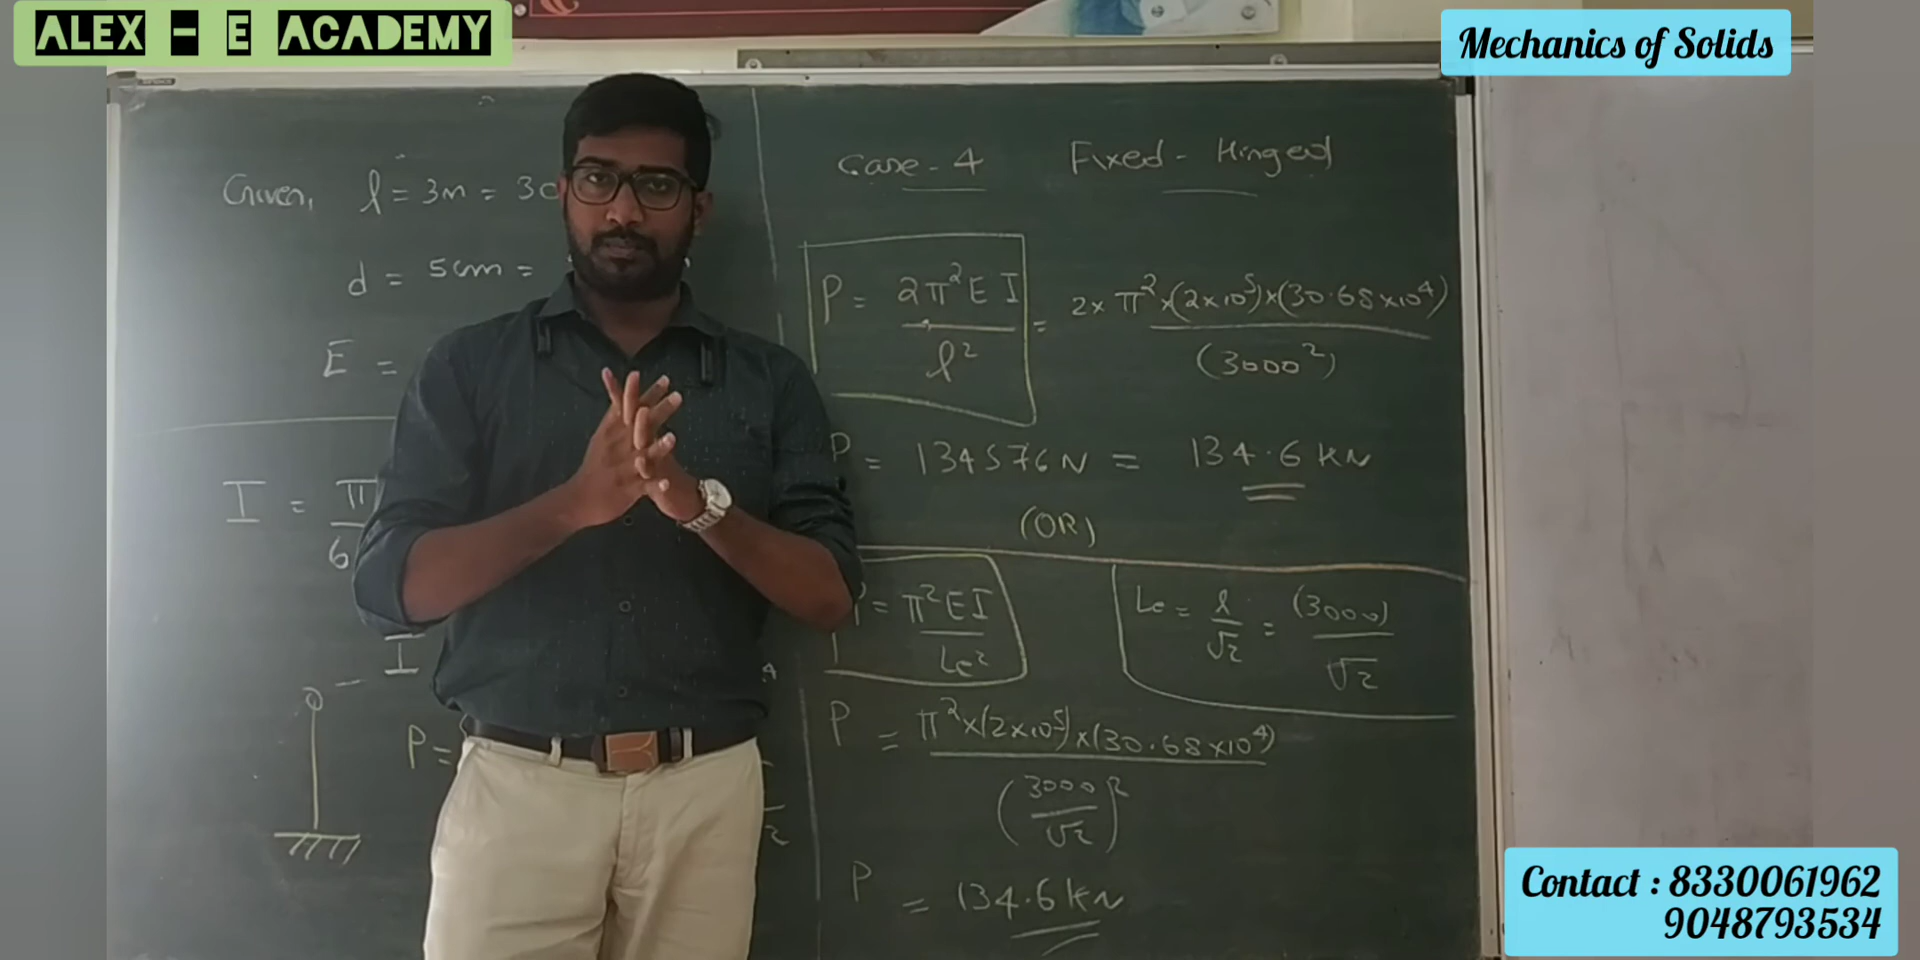 ALEX - E ACADEMY
Mechanics of Solids
Given, l = 3m = 30
d = 5cm =
E =
I = π
6
I
P =
Case - 4 Fixed - Hinged
P = 2π²EI / l² = 2 × π² × (2×10⁵) × (30.68×10⁴) / (3000²)
P = 134576 N = 134.6 KN
(OR)
P = π²EI / Le²
Le = l / √2 = (3000) / √2
P = π² × (2×10⁵) × (30.68×10⁴) / (3000 / √2)²
P = 134.6 KN
Contact : 8330061962
9048793534